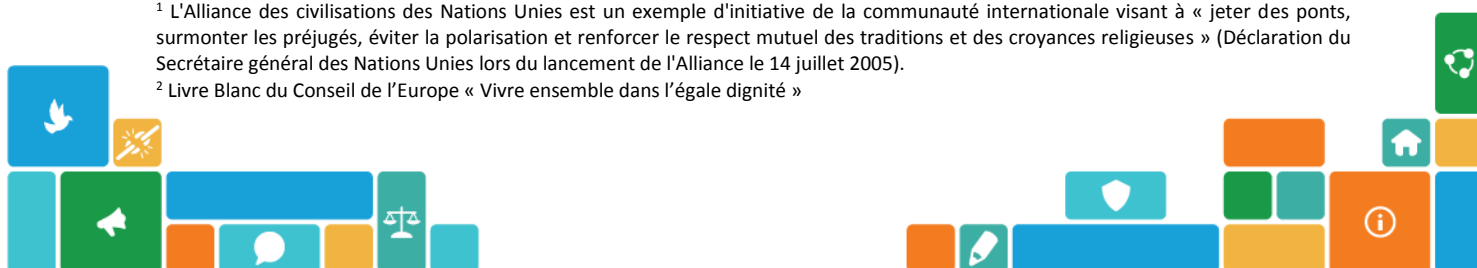 ¹ L'Alliance des civilisations des Nations Unies est un exemple d'initiative de la communauté internationale visant à « jeter des ponts,
surmonter les préjugés, éviter la polarisation et renforcer le respect mutuel des traditions et des croyances religieuses » (Déclaration du
Secrétaire général des Nations Unies lors du lancement de l'Alliance le 14 juillet 2005).
² Livre Blanc du Conseil de l’Europe « Vivre ensemble dans l’égale dignité »